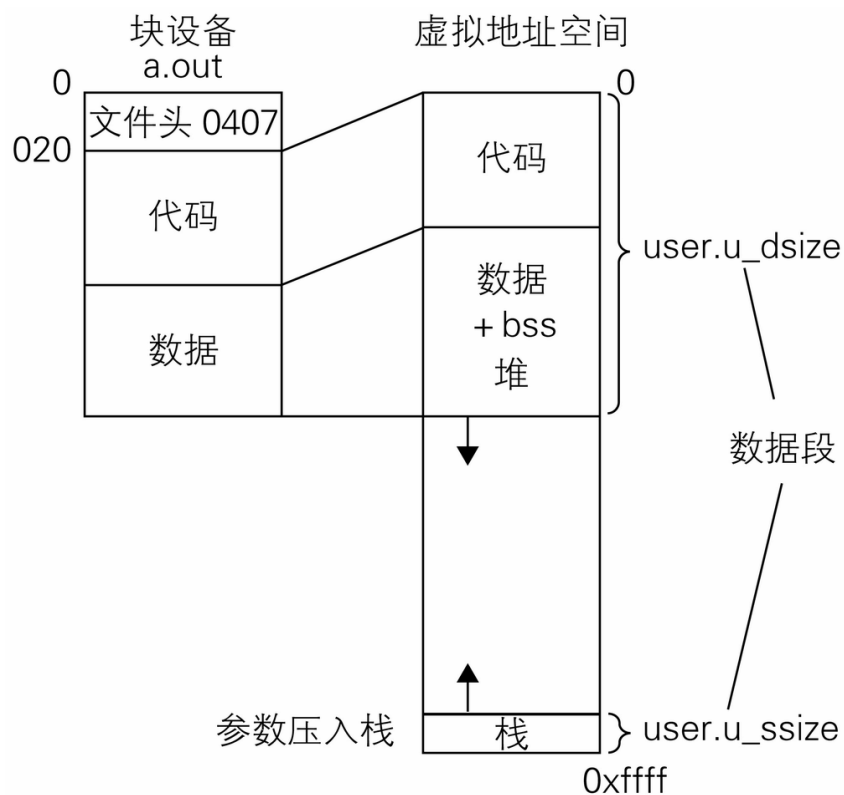 块设备
a.out
虚拟地址空间
0
0
文件头 0407
020
代码
代码
user.u_dsize
数据
+ bss
堆
数据
数据段
参数压入栈
栈
user.u_ssize
0xffff